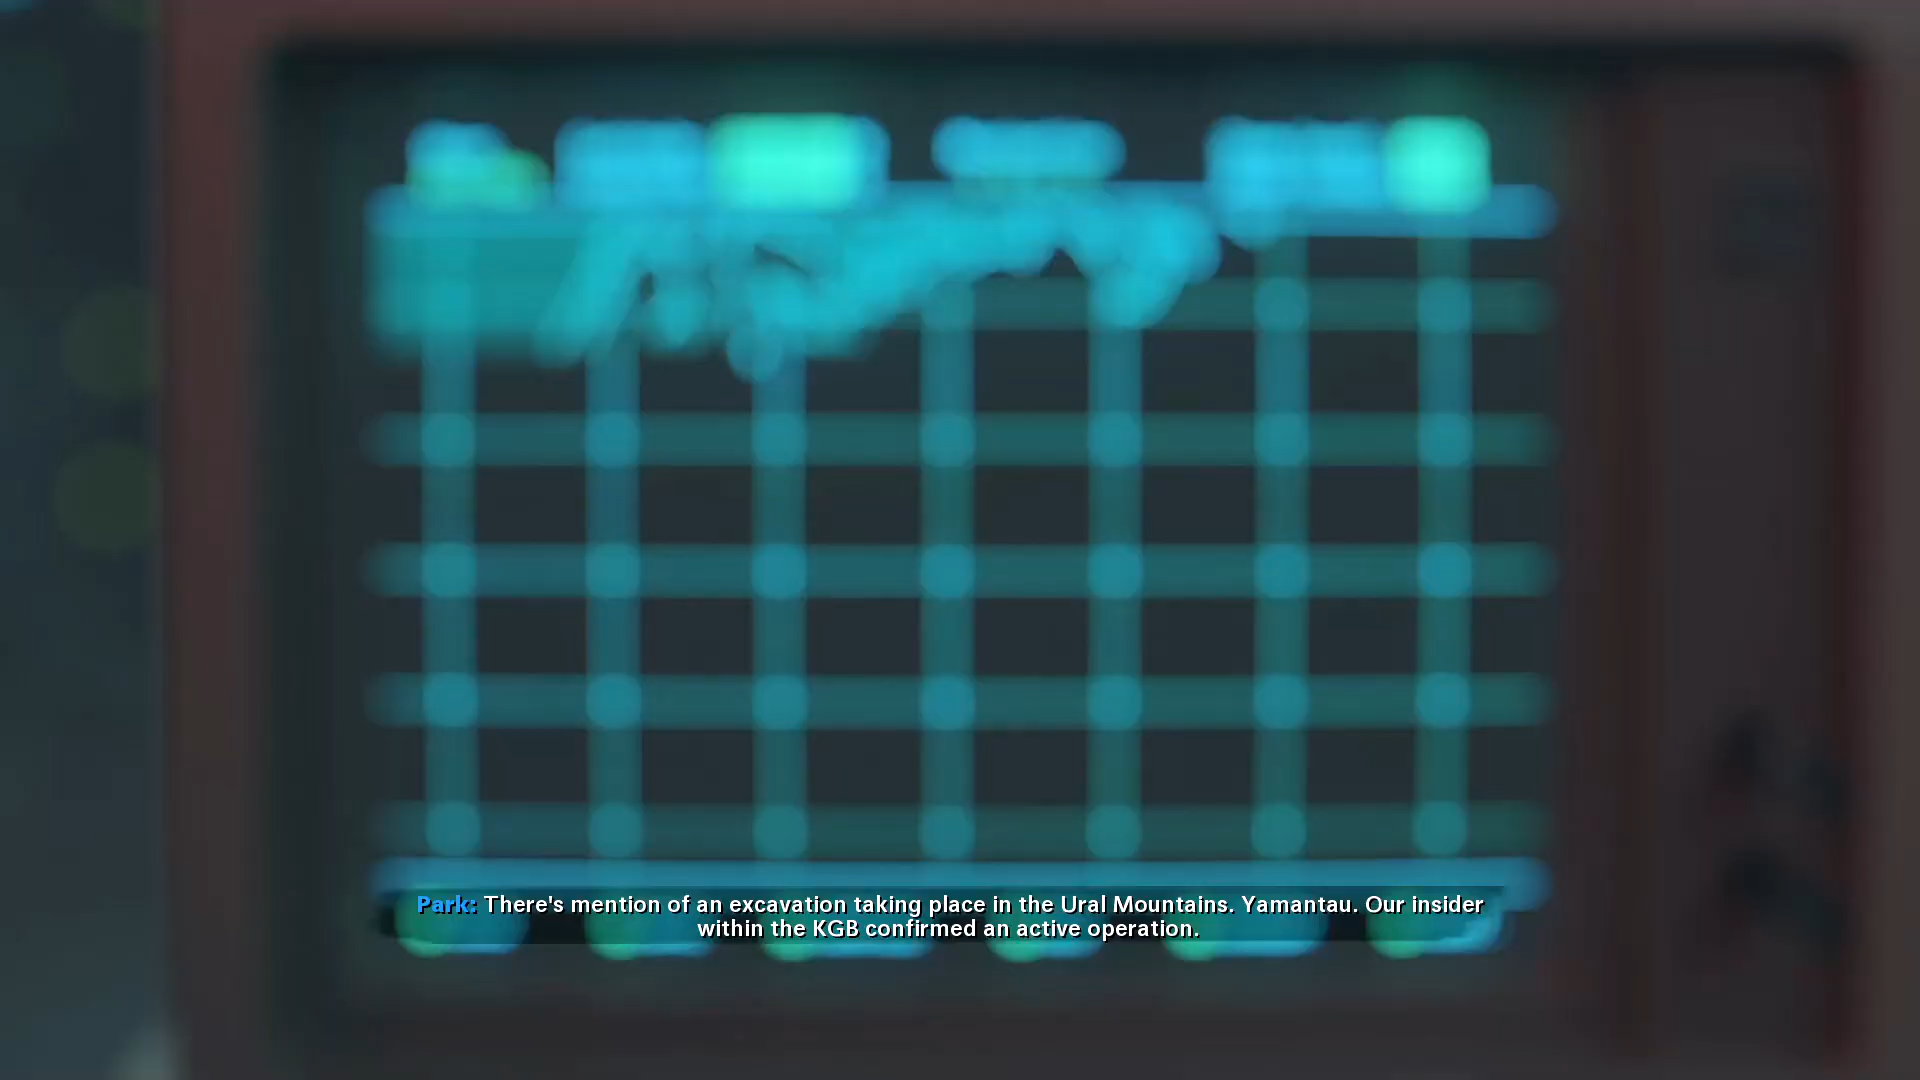 Park: There's mention of an excavation taking place in the Ural Mountains. Yamantau. Our insider
within the KGB confirmed an active operation.